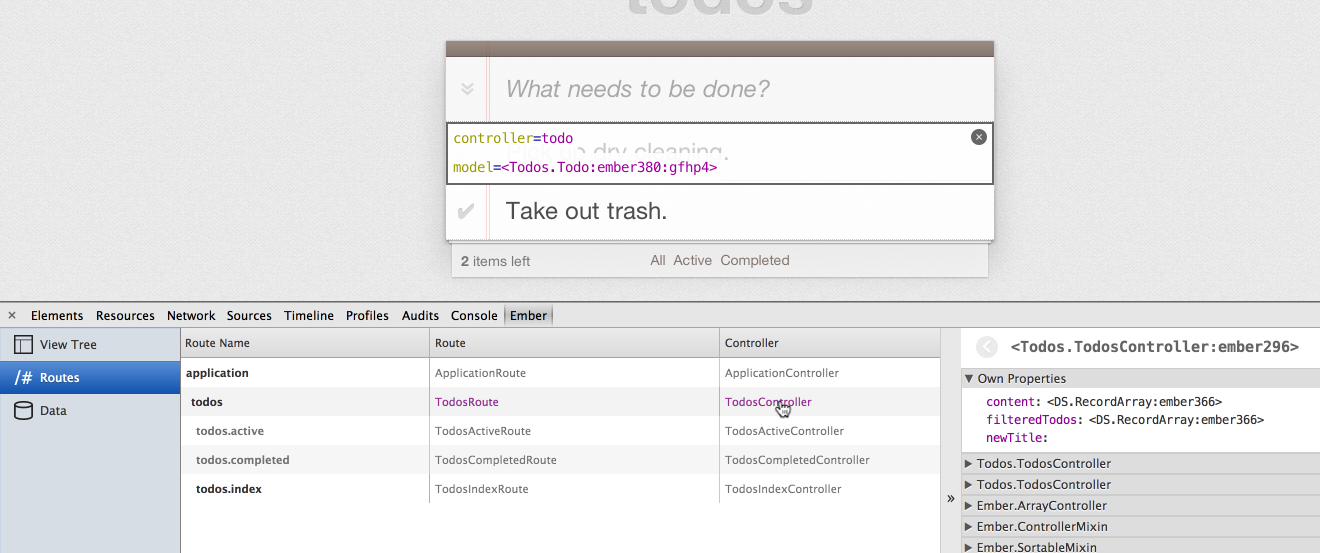 todos
What needs to be done?
controller=todo
dry cleaning.
model=<Todos.Todo:ember380:gfhp4>
Take out trash.
2 items left All Active Completed
× Elements Resources Network Sources Timeline Profiles Audits Console Ember
View Tree
/# Routes
Data
Route Name Route Controller
application ApplicationRoute ApplicationController
todos TodosRoute TodosController
todos.active TodosActiveRoute TodosActiveController
todos.completed TodosCompletedRoute TodosCompletedController
todos.index TodosIndexRoute TodosIndexController
»
<Todos.TodosController:ember296>
Own Properties
content: <DS.RecordArray:ember366>
filteredTodos: <DS.RecordArray:ember366>
newTitle:
Todos.TodosController
Todos.TodosController
Ember.ArrayController
Ember.ControllerMixin
Ember.SortableMixin